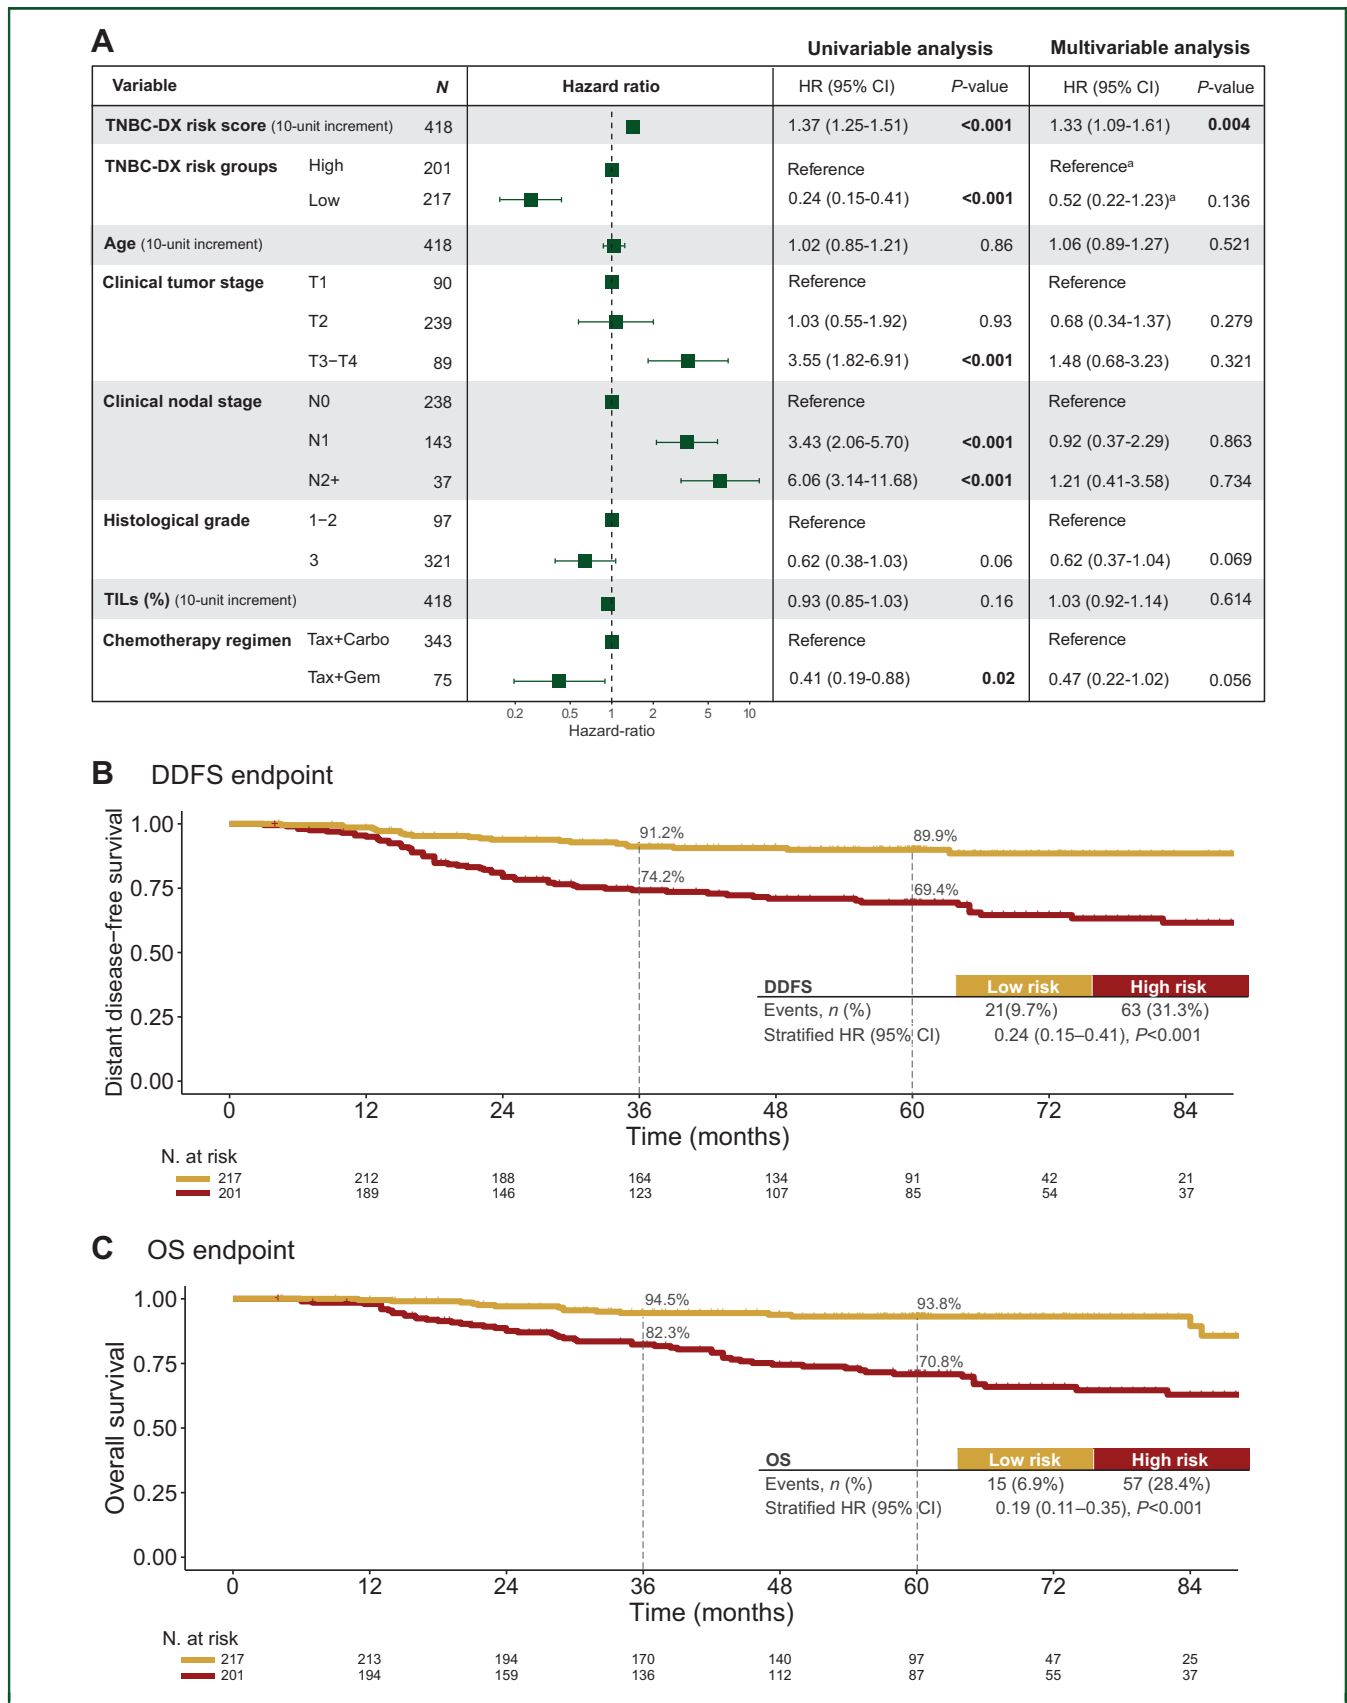 A
Univariable analysis Multivariable analysis
Variable N Hazard ratio HR (95% CI) P-value HR (95% CI) P-value
TNBC-DX risk score (10-unit increment) 418 1.37 (1.25-1.51) <0.001 1.33 (1.09-1.61) 0.004
TNBC-DX risk groups High 201 Reference Referenceᵃ
Low 217 0.24 (0.15-0.41) <0.001 0.52 (0.22-1.23)ᵃ 0.136
Age (10-unit increment) 418 1.02 (0.85-1.21) 0.86 1.06 (0.89-1.27) 0.521
Clinical tumor stage T1 90 Reference Reference
T2 239 1.03 (0.55-1.92) 0.93 0.68 (0.34-1.37) 0.279
T3−T4 89 3.55 (1.82-6.91) <0.001 1.48 (0.68-3.23) 0.321
Clinical nodal stage N0 238 Reference Reference
N1 143 3.43 (2.06-5.70) <0.001 0.92 (0.37-2.29) 0.863
N2+ 37 6.06 (3.14-11.68) <0.001 1.21 (0.41-3.58) 0.734
Histological grade 1−2 97 Reference Reference
3 321 0.62 (0.38-1.03) 0.06 0.62 (0.37-1.04) 0.069
TILs (%) (10-unit increment) 418 0.93 (0.85-1.03) 0.16 1.03 (0.92-1.14) 0.614
Chemotherapy regimen Tax+Carbo 343 Reference Reference
Tax+Gem 75 0.41 (0.19-0.88) 0.02 0.47 (0.22-1.02) 0.056
0.2 0.5 1 2 5 10
Hazard-ratio
B DDFS endpoint
Distant disease−free survival
1.00
0.75
0.50
0.25
0.00
91.2% 89.9%
74.2% 69.4%
DDFS Low risk High risk
Events, n (%) 21(9.7%) 63 (31.3%)
Stratified HR (95% CI) 0.24 (0.15–0.41), P<0.001
0 12 24 36 48 60 72 84
Time (months)
N. at risk
217 212 188 164 134 91 42 21
201 189 146 123 107 85 54 37
C OS endpoint
Overall survival
1.00
0.75
0.50
0.25
0.00
94.5% 93.8%
82.3% 70.8%
OS Low risk High risk
Events, n (%) 15 (6.9%) 57 (28.4%)
Stratified HR (95% CI) 0.19 (0.11–0.35), P<0.001
0 12 24 36 48 60 72 84
Time (months)
N. at risk
217 213 194 170 140 97 47 25
201 194 159 136 112 87 55 37